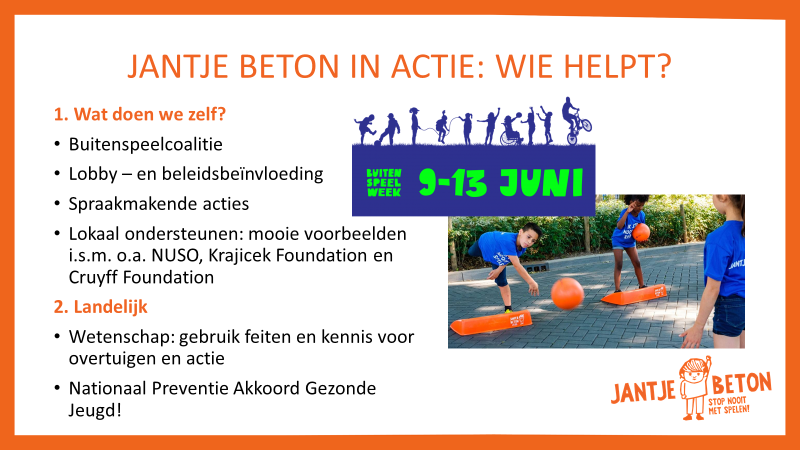 JANTJE BETON IN ACTIE: WIE HELPT?
1. Wat doen we zelf?
• Buitenspeelcoalitie
• Lobby – en beleidsbeïnvloeding
• Spraakmakende acties
• Lokaal ondersteunen: mooie voorbeelden
i.s.m. o.a. NUSO, Krajicek Foundation en
Cruyff Foundation
2. Landelijk
• Wetenschap: gebruik feiten en kennis voor
overtuigen en actie
• Nationaal Preventie Akkoord Gezonde
Jeugd!
BUITEN
SPEEL
WEEK
9-13 JUNI
JANTJE BETON
STOP NOOIT
MET SPELEN!